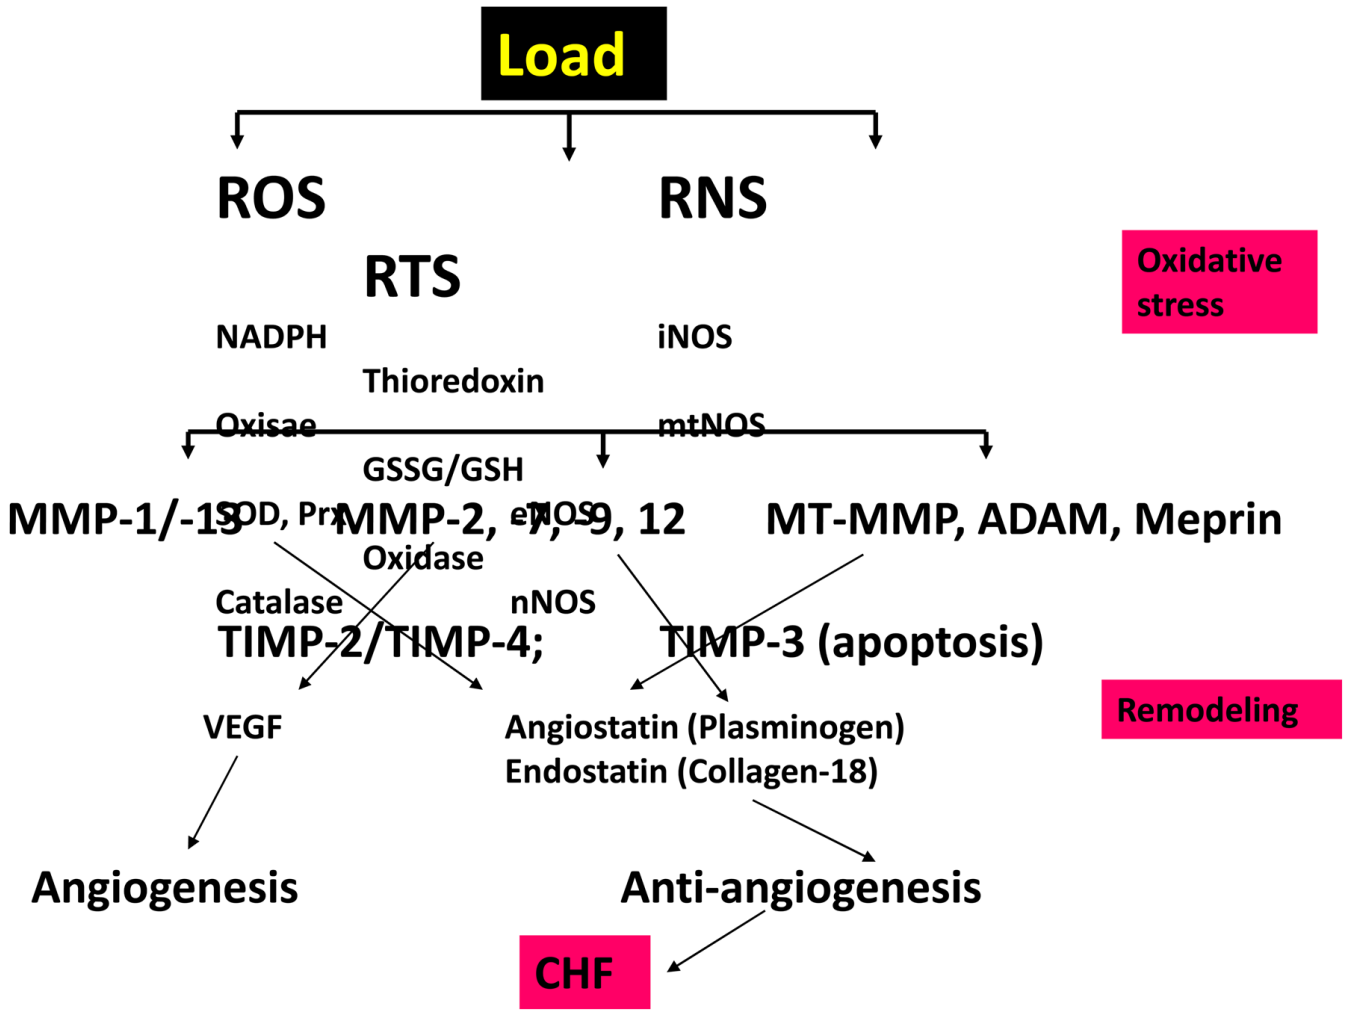 Load
ROS RNS
RTS
Oxidative
stress
NADPH iNOS
Thioredoxin
Oxisae mtNOS
GSSG/GSH
SOD, Prx eNOS
MMP-1/-13 MMP-2, -7, -9, 12 MT-MMP, ADAM, Meprin
Oxidase
Catalase nNOS
TIMP-2/TIMP-4; TIMP-3 (apoptosis)
Remodeling
VEGF Angiostatin (Plasminogen)
Endostatin (Collagen-18)
Angiogenesis Anti-angiogenesis
CHF